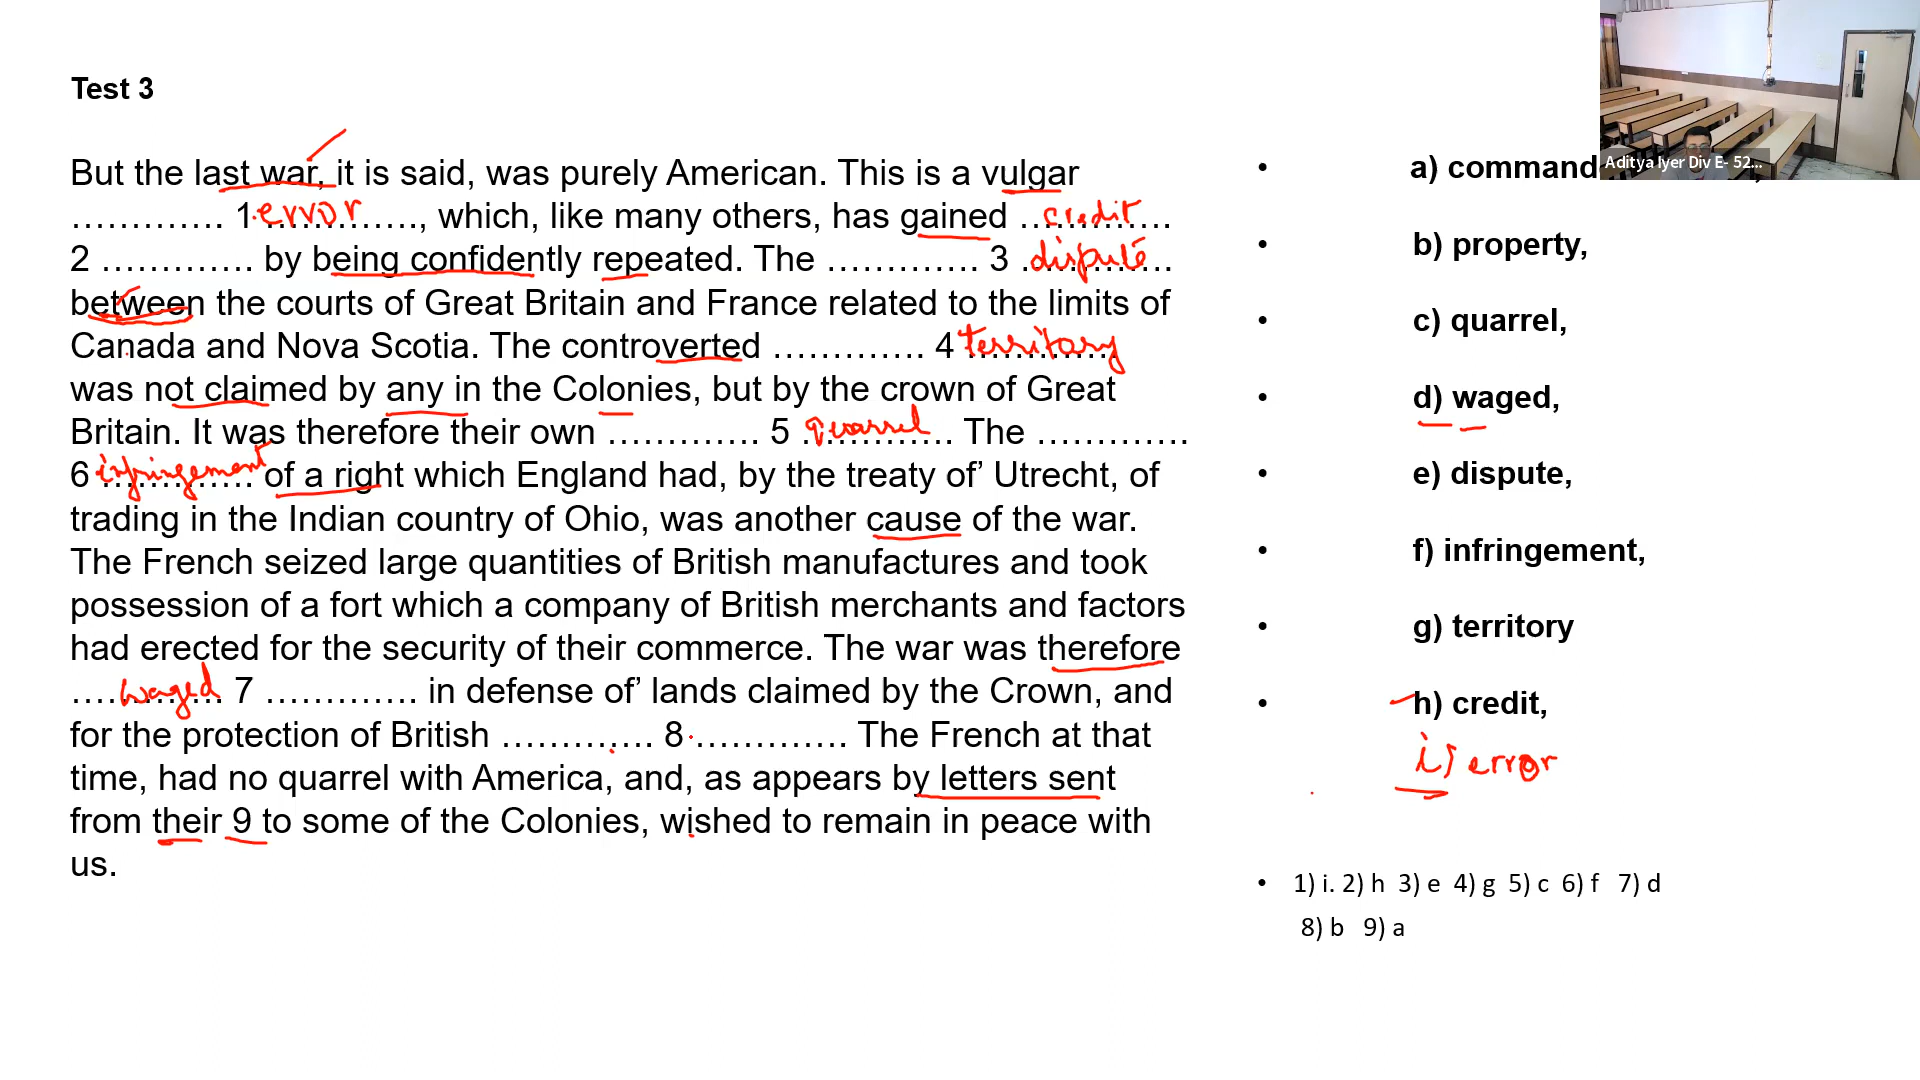 Test 3
But the last war, it is said, was purely American. This is a vulgar
…………. 1.error…………., which, like many others, has gained credit………….
2 …………. by being confidently repeated. The …………. 3 dispute………….
between the courts of Great Britain and France related to the limits of
Canada and Nova Scotia. The controverted …………. 4 territory………….
was not claimed by any in the Colonies, but by the crown of Great
Britain. It was therefore their own …………. 5 quarrel…………. The ………….
6 infringement…………. of a right which England had, by the treaty of’ Utrecht, of
trading in the Indian country of Ohio, was another cause of the war.
The French seized large quantities of British manufactures and took
possession of a fort which a company of British merchants and factors
had erected for the security of their commerce. The war was therefore
….waged………. 7 …………. in defense of’ lands claimed by the Crown, and
for the protection of British …………. 8 …………. The French at that
time, had no quarrel with America, and, as appears by letters sent
from their 9 to some of the Colonies, wished to remain in peace with
us.
Aditya Iyer Div E- 52...
• a) command
• b) property,
• c) quarrel,
• d) waged,
• e) dispute,
• f) infringement,
• g) territory
• h) credit,
i) error
• 1) i. 2) h 3) e 4) g 5) c 6) f 7) d
8) b 9) a